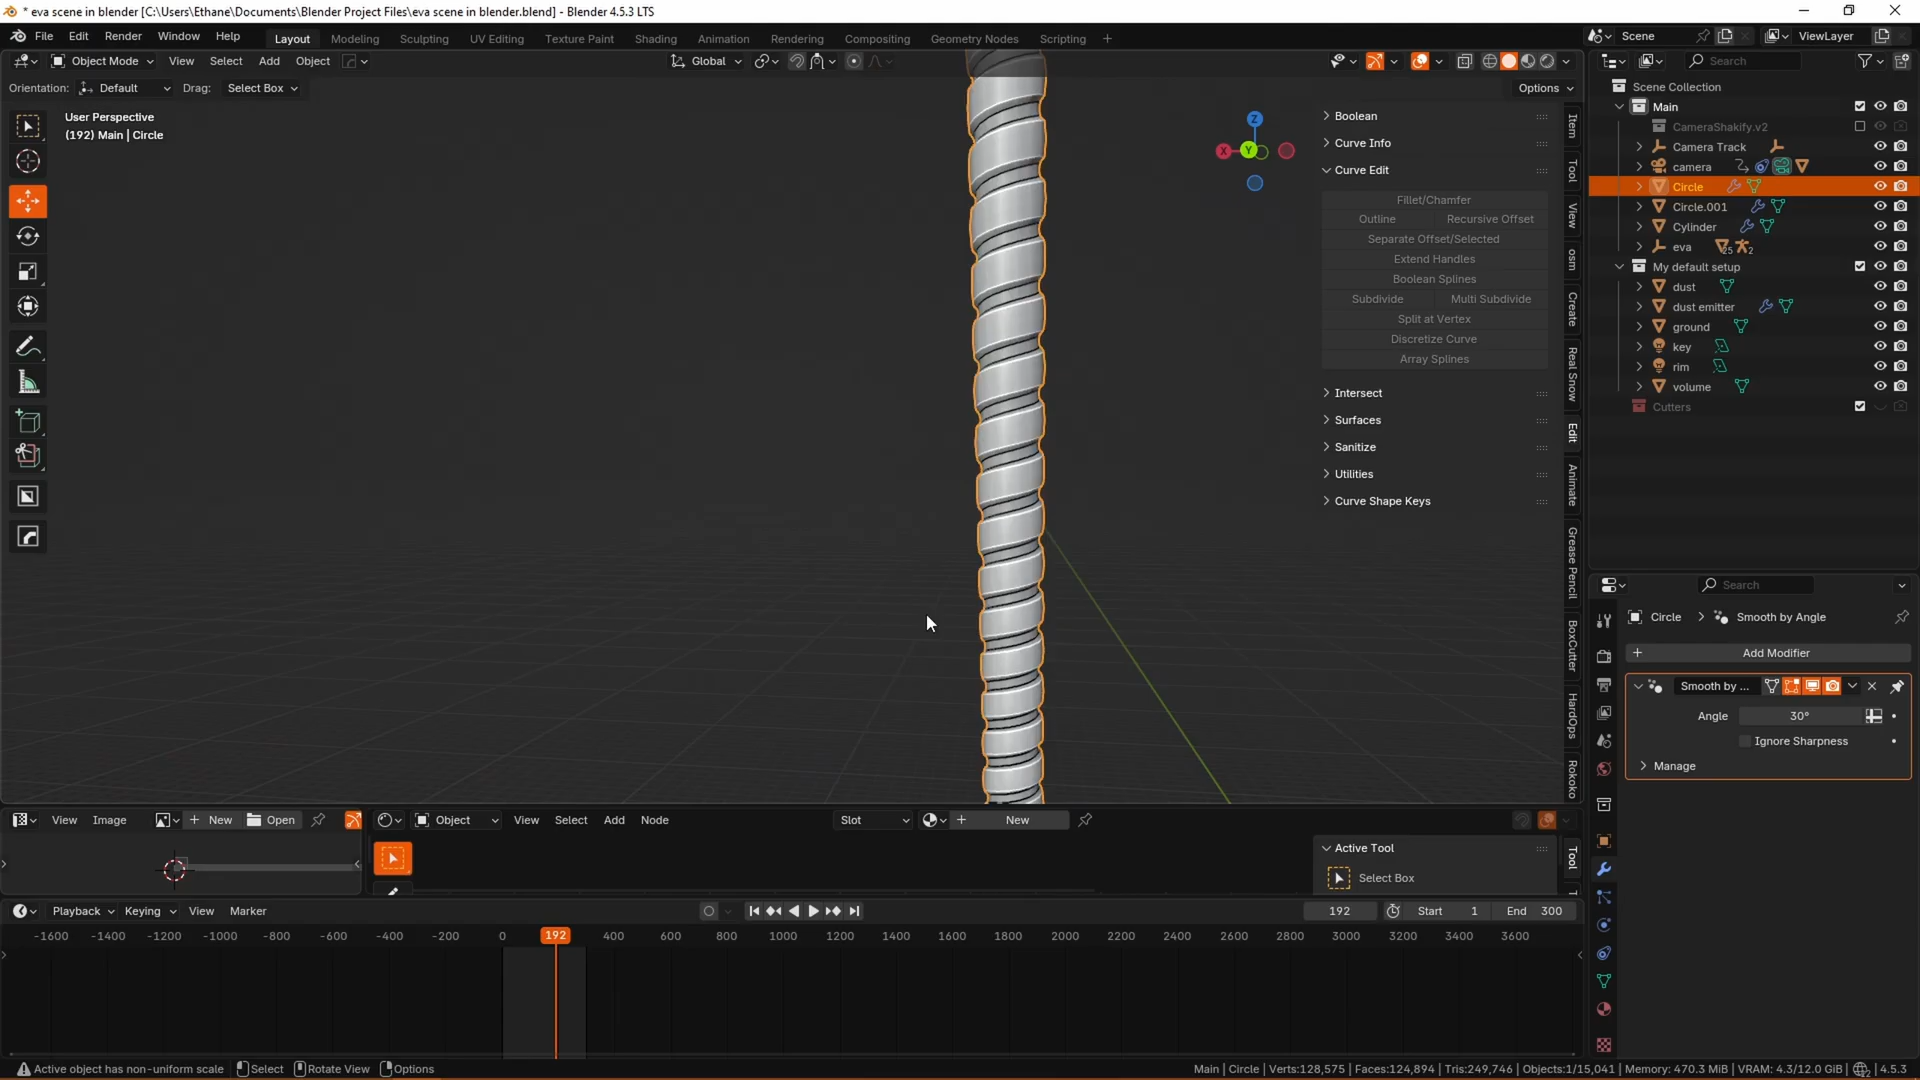 * eva scene in blender [C:\Users\Ethane\Documents\Blender Project Files\eva scene in blender.blend] - Blender 4.5.3 LTS
File Edit Render Window Help Layout Modeling Sculpting UV Editing Texture Paint Shading Animation Rendering Compositing Geometry Nodes Scripting + Scene ViewLayer
Object Mode View Select Add Object Global Search
Orientation: Default Drag: Select Box Options
User Perspective
(192) Main | Circle
Z
X
Y
Boolean
Curve Info
Curve Edit
Fillet/Chamfer
Outline Recursive Offset
Separate Offset/Selected
Extend Handles
Boolean Splines
Subdivide Multi Subdivide
Split at Vertex
Discretize Curve
Array Splines
Intersect
Surfaces
Sanitize
Utilities
Curve Shape Keys
Item
Tool
View
osm
Create
Real Snow
Edit
Animate
Grease Pencil
BoxCutter
HardOps
Rokoko
Scene Collection
Main
CameraShakify.v2
Camera Track
camera
Circle
Circle.001
Cylinder
eva 25 2
My default setup
dust
dust emitter
ground
key
rim
volume
Cutters
Search
Circle > Smooth by Angle
+ Add Modifier
Smooth by ...
Angle 30°
Ignore Sharpness
Manage
View Image + New Open Object View Select Add Node Slot + New
Active Tool
Select Box
Tool
Playback Keying View Marker 192 Start 1 End 300
-1600 -1400 -1200 -1000 -800 -600 -400 -200 0 192 400 600 800 1000 1200 1400 1600 1800 2000 2200 2400 2600 2800 3000 3200 3400 3600
Active object has non-uniform scale Select Rotate View Options Main | Circle | Verts:128,575 | Faces:124,894 | Tris:249,746 | Objects:1/15,041 | Memory: 470.3 MiB | VRAM: 4.3/12.0 GiB | 4.5.3